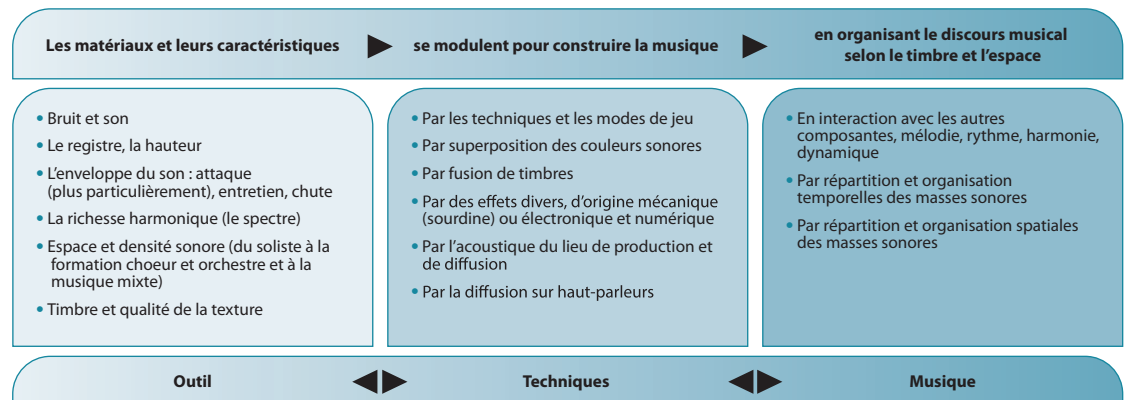 Les matériaux et leurs caractéristiques
se modulent pour construire la musique
en organisant le discours musical
selon le timbre et l'espace
• Bruit et son
• Le registre, la hauteur
• L'enveloppe du son : attaque
(plus particulièrement), entretien, chute
• La richesse harmonique (le spectre)
• Espace et densité sonore (du soliste à la
formation choeur et orchestre et à la
musique mixte)
• Timbre et qualité de la texture
• Par les techniques et les modes de jeu
• Par superposition des couleurs sonores
• Par fusion de timbres
• Par des effets divers, d'origine mécanique
(sourdine) ou électronique et numérique
• Par l'acoustique du lieu de production et
de diffusion
• Par la diffusion sur haut-parleurs
• En interaction avec les autres
composantes, mélodie, rythme, harmonie,
dynamique
• Par répartition et organisation
temporelles des masses sonores
• Par répartition et organisation spatiales
des masses sonores
Outil
Techniques
Musique